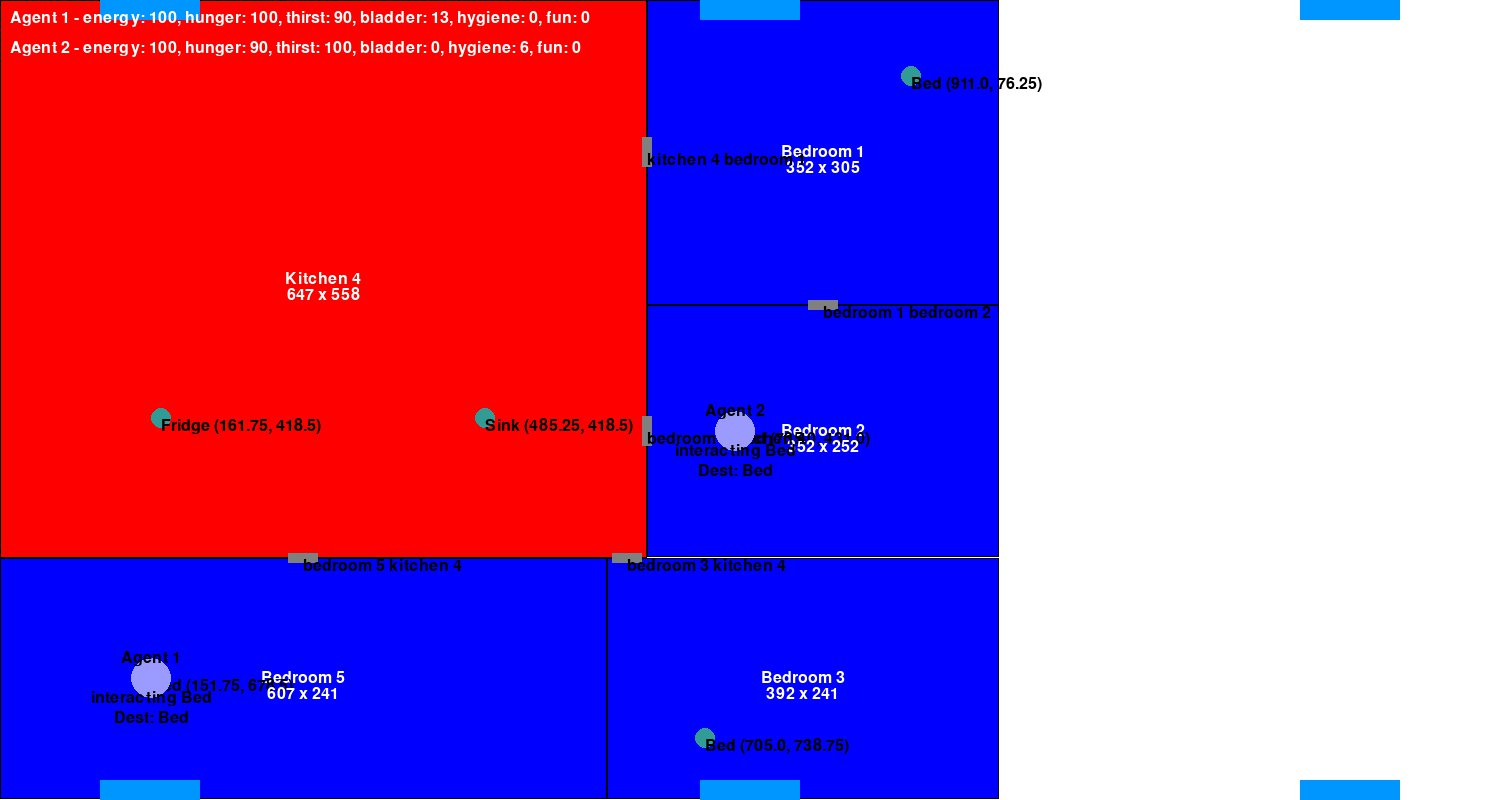 Agent 1 - energy: 100, hunger: 100, thirst: 90, bladder: 13, hygiene: 0, fun: 0
Agent 2 - energy: 100, hunger: 90, thirst: 100, bladder: 0, hygiene: 6, fun: 0
Bed (911.0, 76.25)
Bedroom 1
kitchen 4 bedroom 1
352 x 305
Kitchen 4
647 x 558
bedroom 1 bedroom 2
Agent 2
Fridge (161.75, 418.5)
Sink (485.25, 418.5)
Bedroom 2
bedroom
352 x 252
interacting Bed
Dest: Bed
bedroom 5 kitchen 4
bedroom 3 kitchen 4
Agent 1
Bedroom 5
(151.75,
607 x 241
interacting Bed
Dest: Bed
Bedroom 3
392 x 241
Bed (705.0, 738.75)